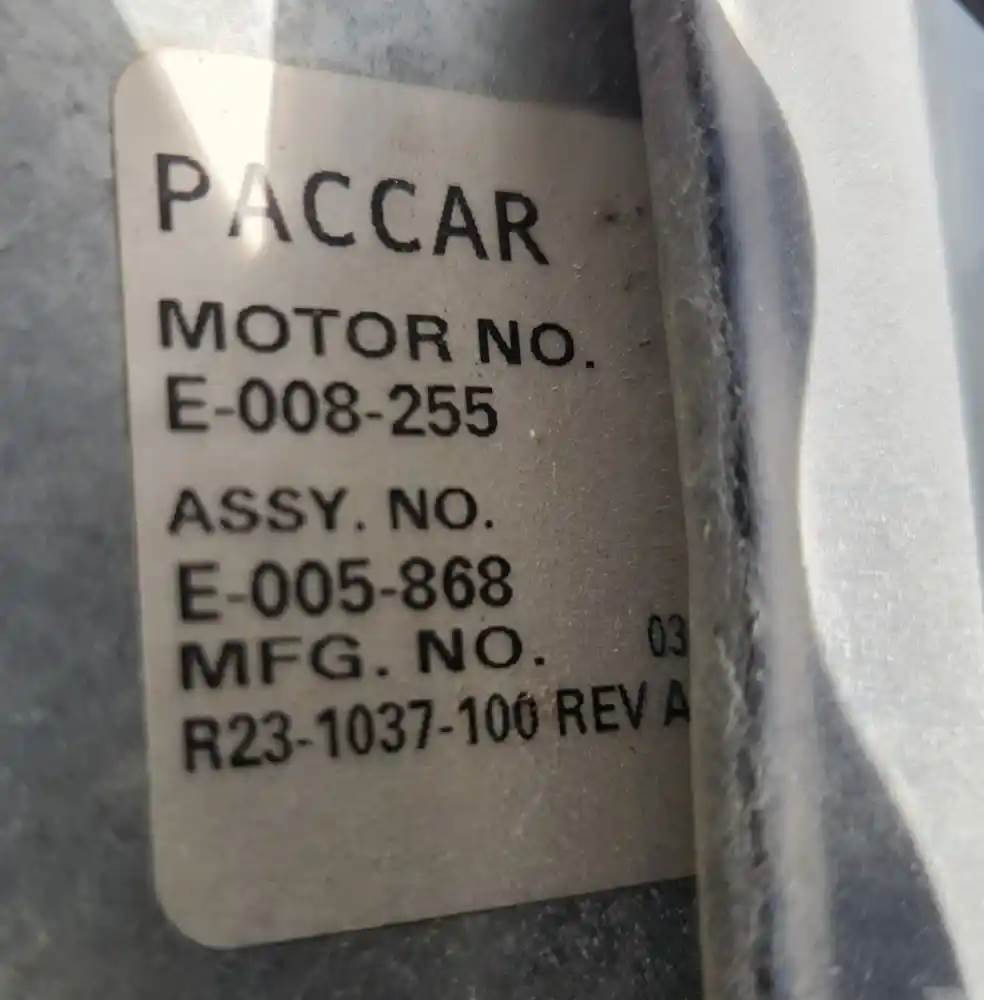 PACCAR
MOTOR NO.
E-008-255
ASSY. NO.
E-005-868
MFG. NO. 03
R23-1037-100 REV A